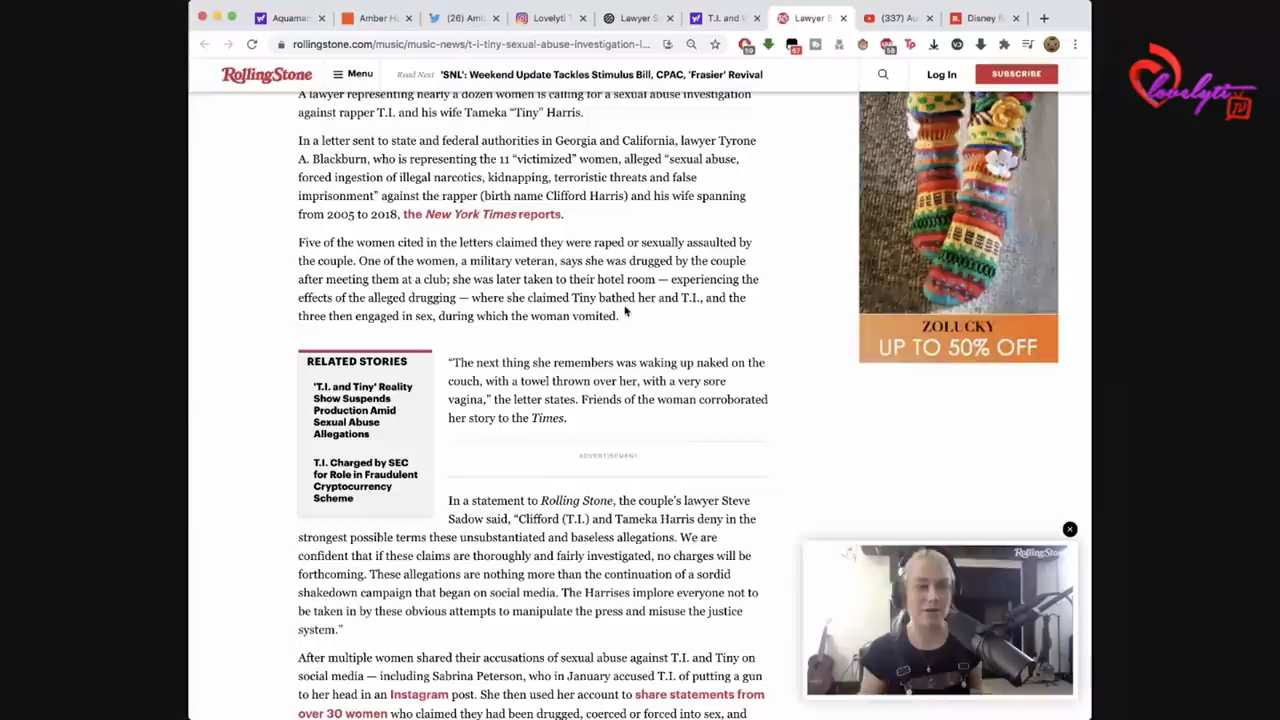 Aquaman
Amber H
(26) Amb
Lovelyti T
Lawyer S
T.I. and
Lawyer S
(337) Au
Disney
rollingstone.com/music/music-news/t-i-tiny-sexual-abuse-investigation-l...
59
67
58
Tp
RollingStone
Menu
Read Next 'SNL': Weekend Update Tackles Stimulus Bill, CPAC, 'Frasier' Revival
Log In
SUBSCRIBE
lovelyti
TV
A lawyer representing nearly a dozen women is calling for a sexual abuse investigation
against rapper T.I. and his wife Tameka “Tiny” Harris.
In a letter sent to state and federal authorities in Georgia and California, lawyer Tyrone
A. Blackburn, who is representing the 11 “victimized” women, alleged “sexual abuse,
forced ingestion of illegal narcotics, kidnapping, terroristic threats and false
imprisonment” against the rapper (birth name Clifford Harris) and his wife spanning
from 2005 to 2018, the New York Times reports.
Five of the women cited in the letters claimed they were raped or sexually assaulted by
the couple. One of the women, a military veteran, says she was drugged by the couple
after meeting them at a club; she was later taken to their hotel room — experiencing the
effects of the alleged drugging — where she claimed Tiny bathed her and T.I., and the
three then engaged in sex, during which the woman vomited.
RELATED STORIES
'T.I. and Tiny' Reality
Show Suspends
Production Amid
Sexual Abuse
Allegations
T.I. Charged by SEC
for Role in Fraudulent
Cryptocurrency
Scheme
“The next thing she remembers was waking up naked on the
couch, with a towel thrown over her, with a very sore
vagina,” the letter states. Friends of the woman corroborated
her story to the Times.
ADVERTISEMENT
In a statement to Rolling Stone, the couple’s lawyer Steve
Sadow said, “Clifford (T.I.) and Tameka Harris deny in the
strongest possible terms these unsubstantiated and baseless allegations. We are
confident that if these claims are thoroughly and fairly investigated, no charges will be
forthcoming. These allegations are nothing more than the continuation of a sordid
shakedown campaign that began on social media. The Harrises implore everyone not to
be taken in by these obvious attempts to manipulate the press and misuse the justice
system.”
After multiple women shared their accusations of sexual abuse against T.I. and Tiny on
social media — including Sabrina Peterson, who in January accused T.I. of putting a gun
to her head in an Instagram post. She then used her account to share statements from
over 30 women who claimed they had been drugged, coerced or forced into sex, and
ZOLUCKY
UP TO 50% OFF
RollingStone